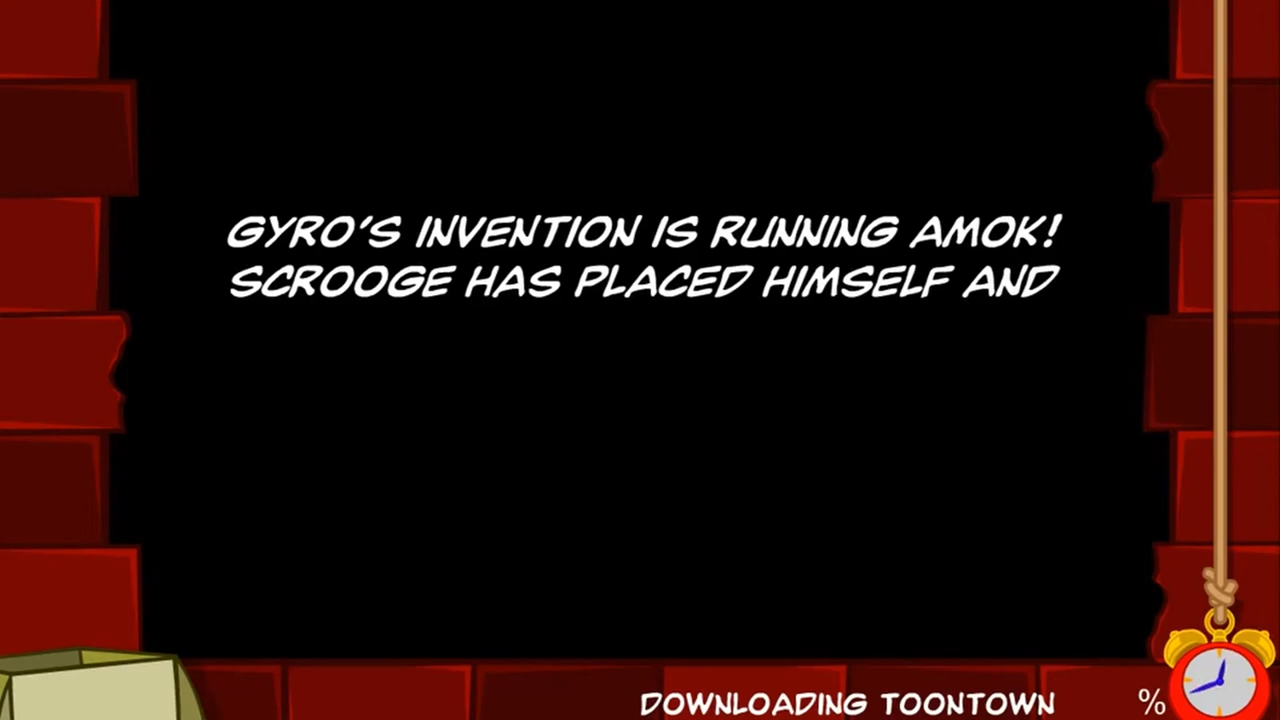 GYRO'S INVENTION IS RUNNING AMOK!
SCROOGE HAS PLACED HIMSELF AND
DOWNLOADING TOONTOWN %